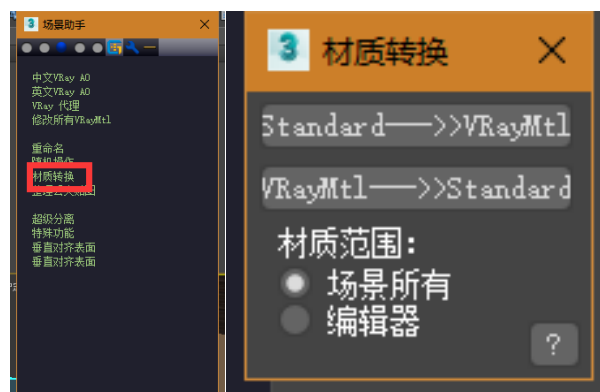 场景助手
中文VRay AO
英文VRay AO
VRay 代理
修改所有VRayMtl
重命名
随机操作
材质转换
超级分离
特殊功能
垂直对齐表面
垂直对齐表面
材质转换
Standard——>>VRayMtl
VRayMtl——>>Standard
材质范围:
场景所有
编辑器
?